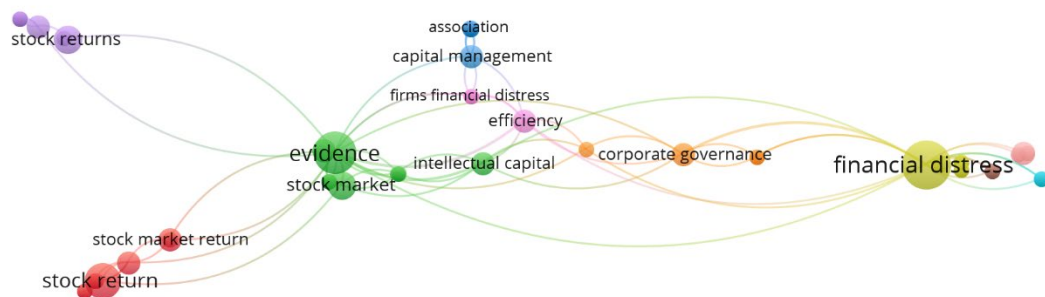 association
stock returns
capital management
firms financial distress
efficiency
evidence
intellectual capital
corporate governance
financial distress
stock market
stock market return
stock return